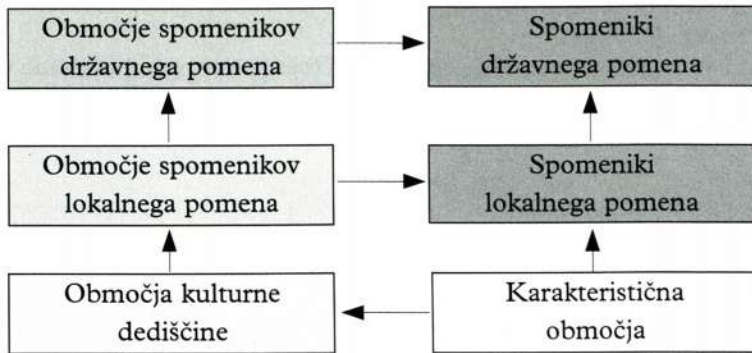 Območje spomenikov
državnega pomena
Spomeniki
državnega pomena
Območje spomenikov
lokalnega pomena
Spomeniki
lokalnega pomena
Območja kulturne
dediščine
Karakteristična
območja